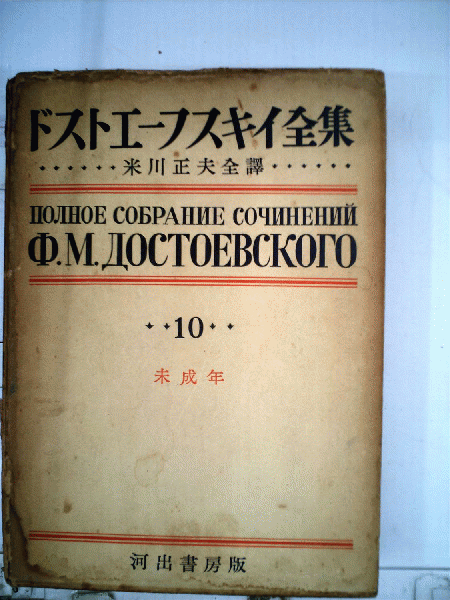 ドストエーフスキイ全集
米川正夫全譯
ПОЛНОЕ СОБРАНИЕ СОЧИНЕНИЙ
Ф.М.ДОСТОЕВСКОГО
10
未成年
河出書房版